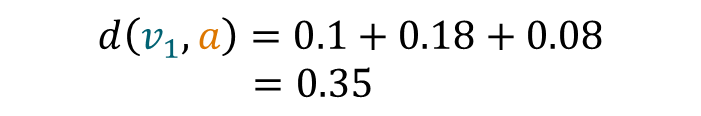 d(v₁, a) = 0.1 + 0.18 + 0.08
= 0.35